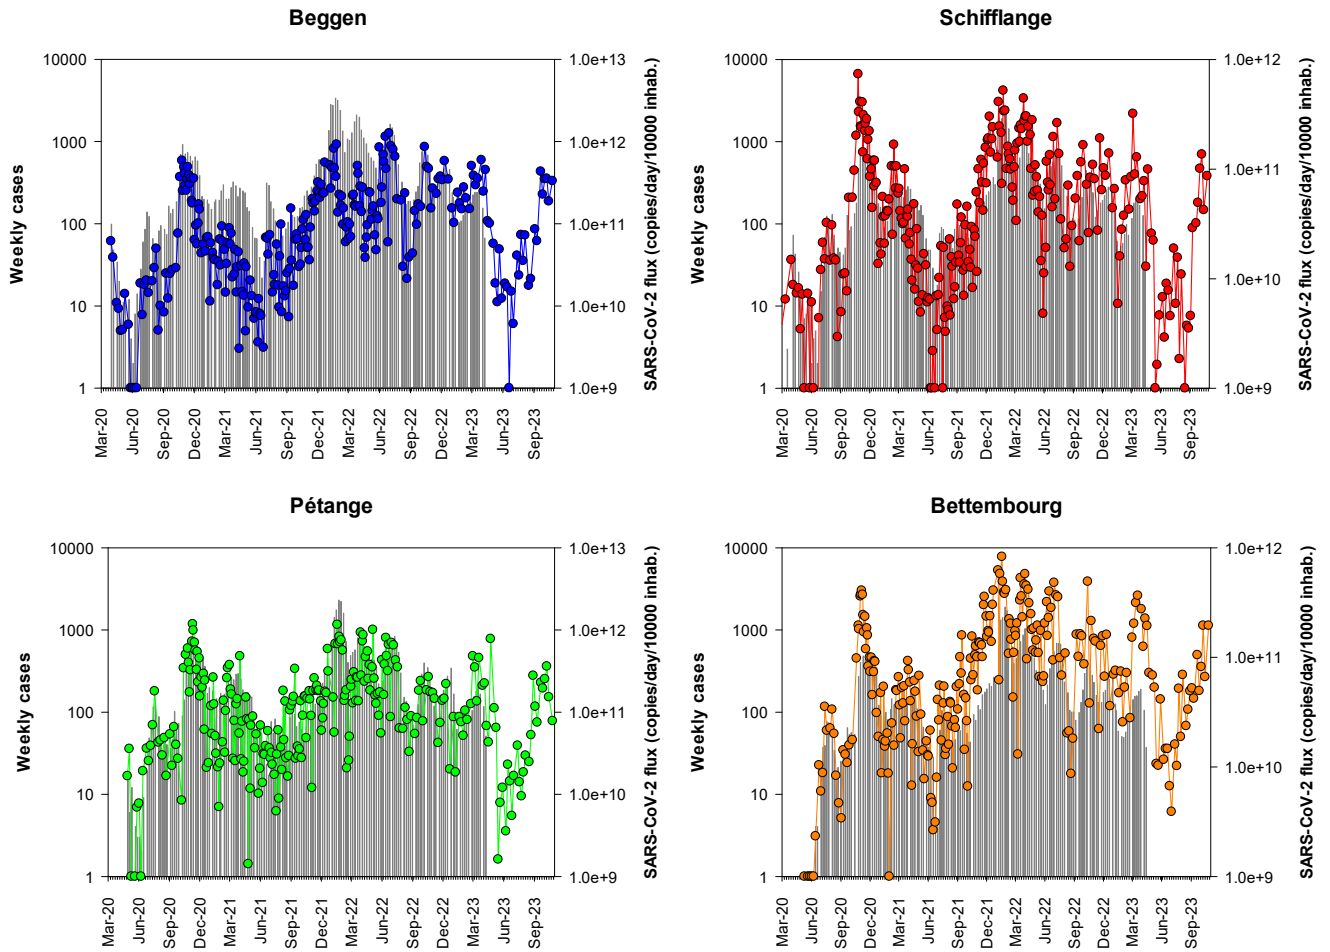 Beggen
10000
1000
100
10
1
Weekly cases
1.0e+13
1.0e+12
1.0e+11
1.0e+10
1.0e+9
SARS-CoV-2 flux (copies/day/10000 inhab.)
Mar-20
Jun-20
Sep-20
Dec-20
Mar-21
Jun-21
Sep-21
Dec-21
Mar-22
Jun-22
Sep-22
Dec-22
Mar-23
Jun-23
Sep-23
Schifflange
10000
1000
100
10
1
Weekly cases
1.0e+12
1.0e+11
1.0e+10
1.0e+9
SARS-CoV-2 flux (copies/day/10000 inhab.)
Mar-20
Jun-20
Sep-20
Dec-20
Mar-21
Jun-21
Sep-21
Dec-21
Mar-22
Jun-22
Sep-22
Dec-22
Mar-23
Jun-23
Sep-23
Pétange
10000
1000
100
10
1
Weekly cases
1.0e+13
1.0e+12
1.0e+11
1.0e+10
1.0e+9
SARS-CoV-2 flux (copies/day/10000 inhab.)
Mar-20
Jun-20
Sep-20
Dec-20
Mar-21
Jun-21
Sep-21
Dec-21
Mar-22
Jun-22
Sep-22
Dec-22
Mar-23
Jun-23
Sep-23
Bettembourg
10000
1000
100
10
1
Weekly cases
1.0e+12
1.0e+11
1.0e+10
1.0e+9
SARS-CoV-2 flux (copies/day/10000 inhab.)
Mar-20
Jun-20
Sep-20
Dec-20
Mar-21
Jun-21
Sep-21
Dec-21
Mar-22
Jun-22
Sep-22
Dec-22
Mar-23
Jun-23
Sep-23